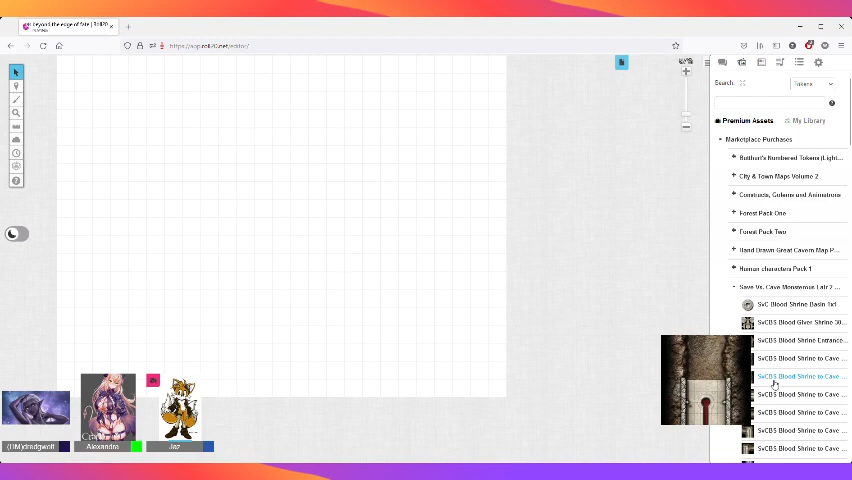 beyond the edge of fate | Roll20
https://app.roll20.net/editor/
Search:
Tokens
Premium Assets
My Library
Marketplace Purchases
Butthurt's Numbered Tokens (Light...
City & Town Maps Volume 2
Constructs, Golems and Animatrons
Forest Pack One
Forest Pack Two
Hand Drawn Great Cavern Map P...
Human characters Pack 1
Save Vs. Cave Monsterous Lair 2 ...
SvC Blood Shrine Basin 1x1
SvCBS Blood Giver Shrine 30...
SvCBS Blood Shrine Entrance...
SvCBS Blood Shrine to Cave ...
SvCBS Blood Shrine to Cave ...
SvCBS Blood Shrine to Cave ...
SvCBS Blood Shrine to Cave ...
SvCBS Blood Shrine to Cave ...
SvCBS Blood Shrine to Cave ...
(GM)dredgwolf
Alexandra
Jaz